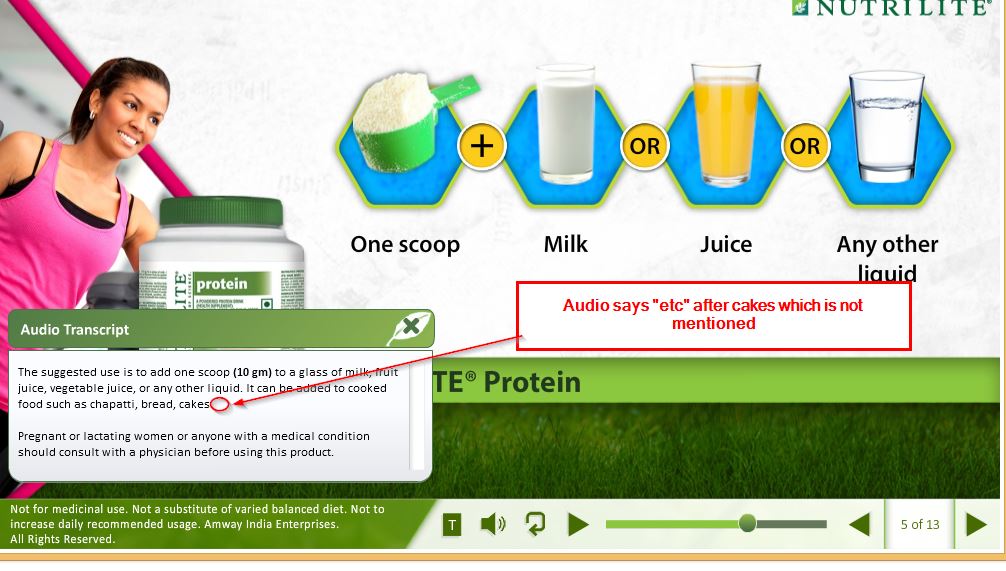 NUTRILITE®
+
OR
OR
One scoop
Milk
Juice
Any other
liquid
protein
A POWDERED PROTEIN DRINK
(HEALTH SUPPLEMENT)
Audio says "etc" after cakes which is not
mentioned
Audio Transcript
The suggested use is to add one scoop (10 gm) to a glass of milk, fruit
juice, vegetable juice, or any other liquid. It can be added to cooked
food such as chapatti, bread, cakes
Pregnant or lactating women or anyone with a medical condition
should consult with a physician before using this product.
TE® Protein
Not for medicinal use. Not a substitute of varied balanced diet. Not to
increase daily recommended usage. Amway India Enterprises.
All Rights Reserved.
T
5 of 13